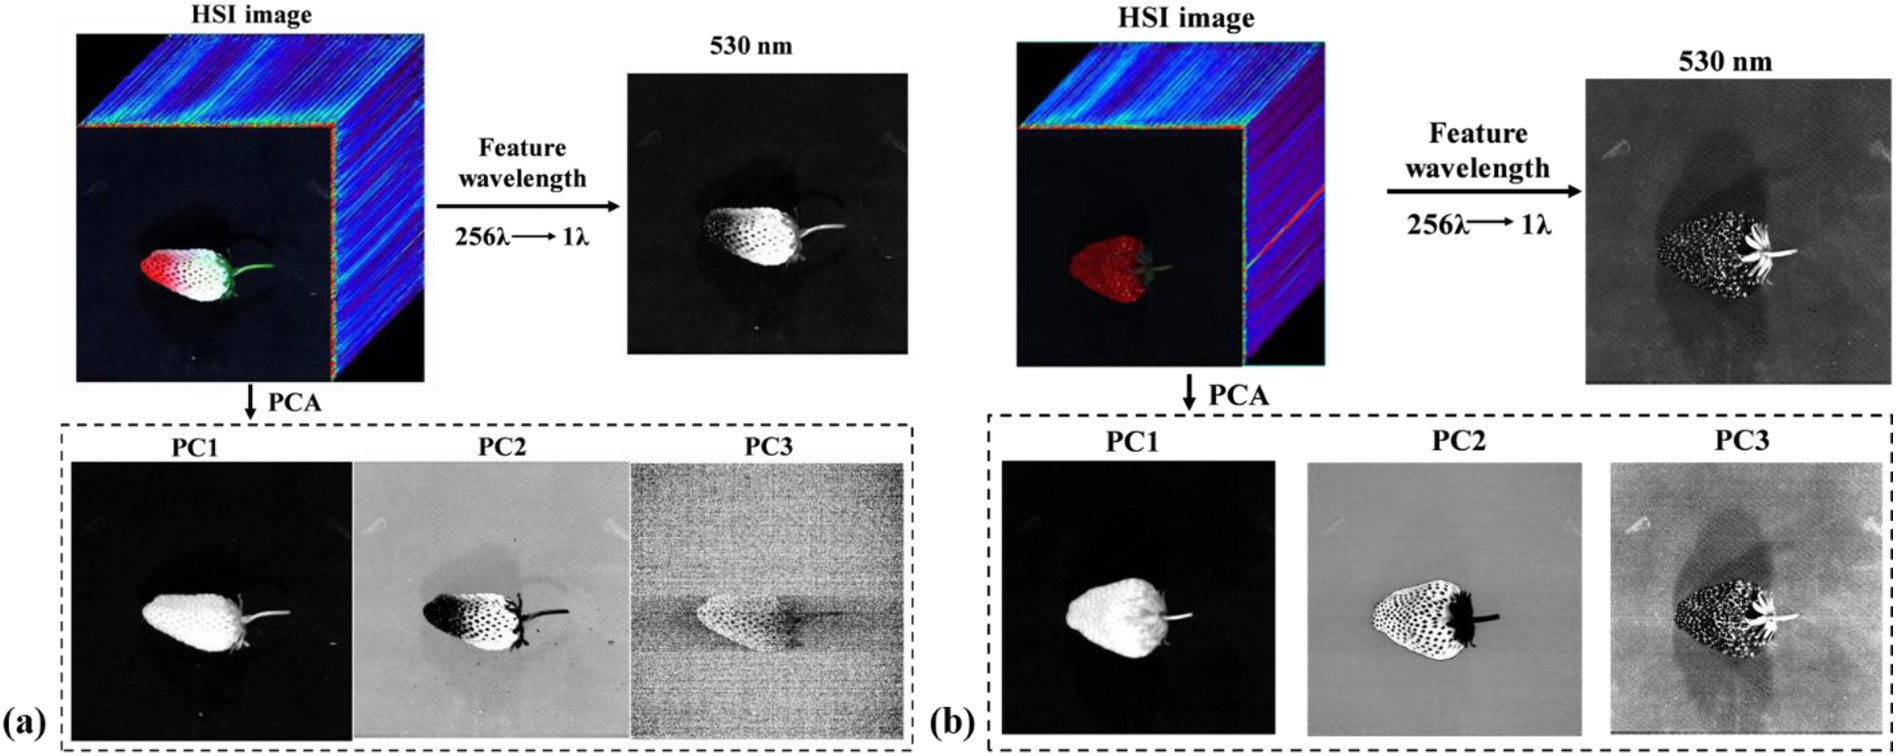 HSI image
530 nm
Feature
wavelength
256λ→1λ
PCA
PC1 PC2 PC3
(a)
HSI image
530 nm
Feature
wavelength
256λ→1λ
PCA
PC1 PC2 PC3
(b)